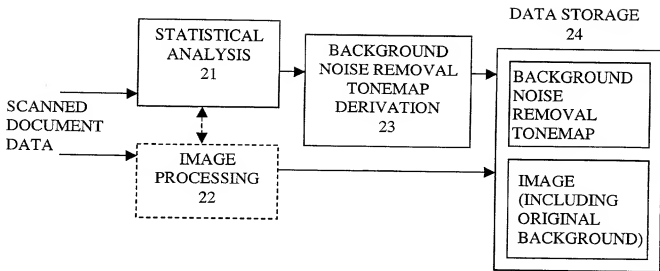 DATA STORAGE
24
STATISTICAL
ANALYSIS
21
BACKGROUND
NOISE REMOVAL
TONEMAP
DERIVATION
23
BACKGROUND
NOISE
REMOVAL
TONEMAP
SCANNED
DOCUMENT
DATA
IMAGE
PROCESSING
22
IMAGE
(INCLUDING
ORIGINAL
BACKGROUND)